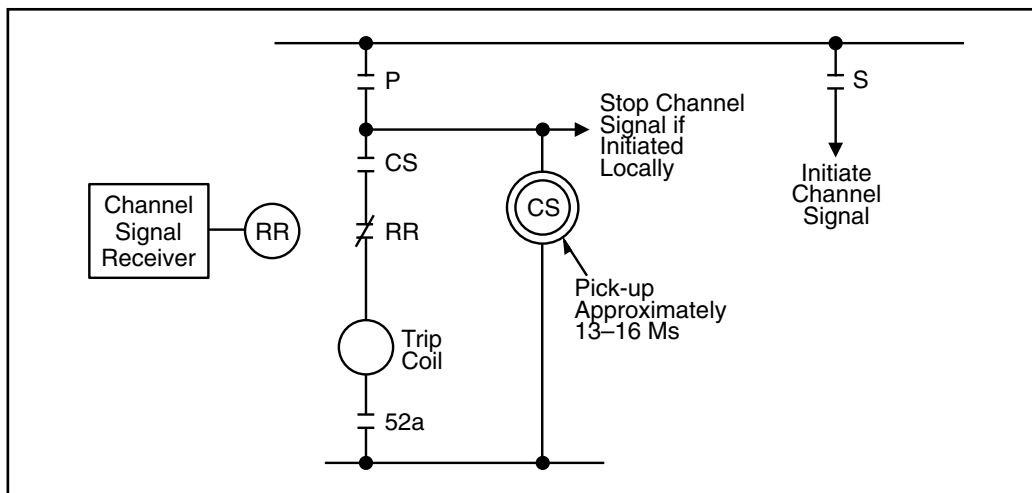 P
S
Stop Channel
Signal if
Initiated
Locally
CS
Initiate
Channel
Signal
Channel
Signal
Receiver
RR
RR
CS
Pick-up
Approximately
13–16 Ms
Trip
Coil
52a